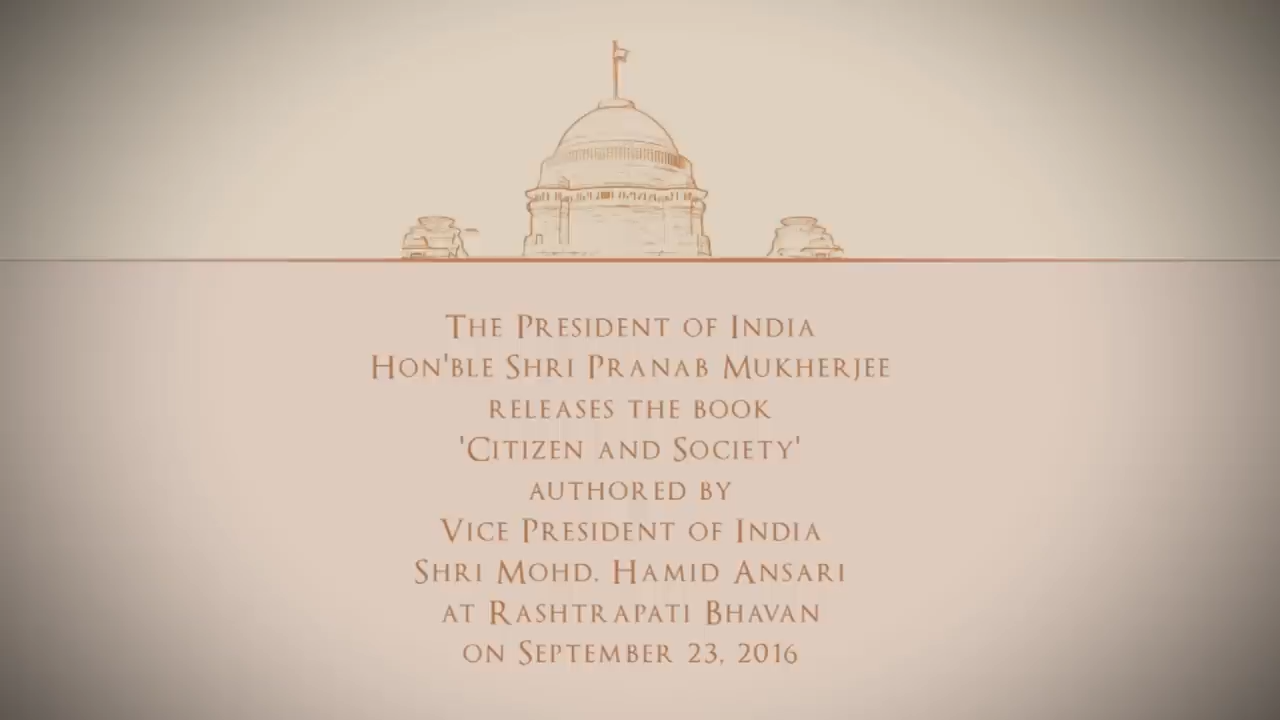 The President of India
Hon'ble Shri Pranab Mukherjee
releases the book
'Citizen and Society'
authored by
Vice President of India
Shri Mohd. Hamid Ansari
at Rashtrapati Bhavan
on September 23, 2016